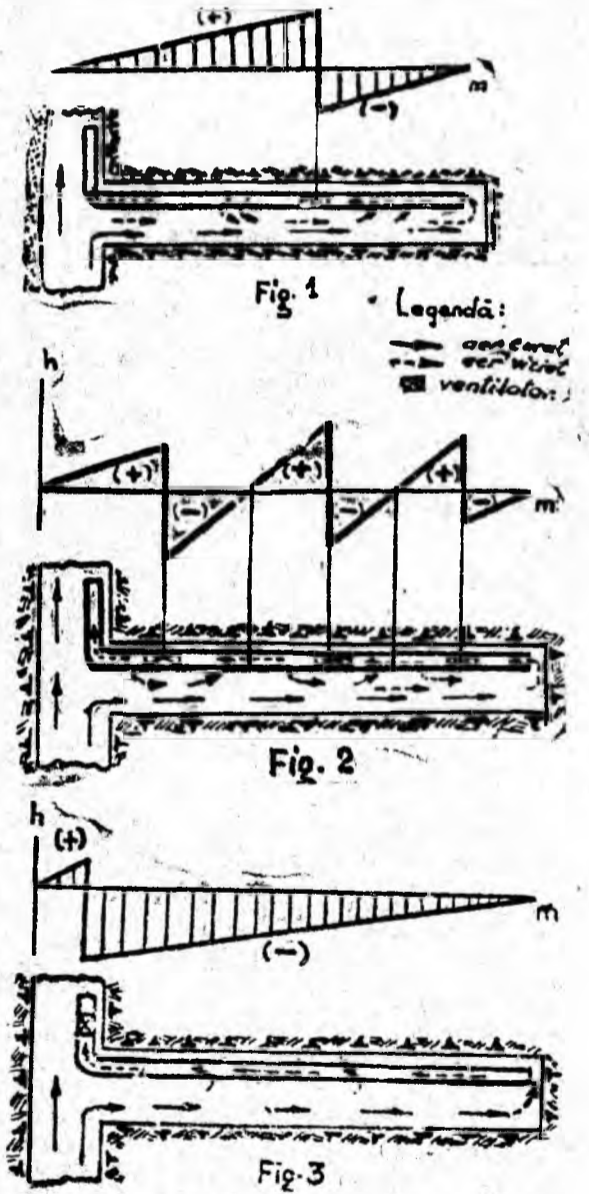 (+)
m
(-)
Fig. 1
Legendă:
aer curat
aer viciat
ventilator
h
(+)
(+)
(+)
(-)
(-)
(-)
m
Fig. 2
h
(+)
m
(-)
Fig. 3